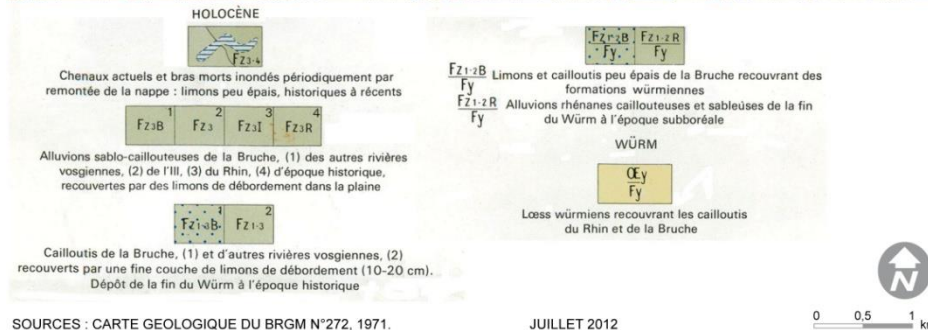 HOLOCÈNE
Fz3-4
Chenaux actuels et bras morts inondés périodiquement par
remontée de la nappe : limons peu épais, historiques à récents
1 2 3 4
Fz3B Fz3 Fz3I Fz3R
Alluvions sablo-caillouteuses de la Bruche, (1) des autres rivières
vosgiennes, (2) de l'Ill, (3) du Rhin, (4) d'époque historique,
recouvertes par des limons de débordement dans la plaine
1 2
Fz1-3B Fz1-3
Cailloutis de la Bruche, (1) et d'autres rivières vosgiennes, (2)
recouverts par une fine couche de limons de débordement (10-20 cm).
Dépôt de la fin du Würm à l'époque historique
Fz1-2B Fz1-2R
Fy Fy
Fz1-2B
Fy
Limons et cailloutis peu épais de la Bruche recouvrant des
formations würmiennes
Fz1-2R
Fy
Alluvions rhénanes caillouteuses et sableuses de la fin
du Würm à l'époque subboréale
WÜRM
Œy
Fy
Lœss würmiens recouvrant les cailloutis
du Rhin et de la Bruche
N
SOURCES : CARTE GEOLOGIQUE DU BRGM N°272, 1971.
JUILLET 2012
0 0,5 1 km